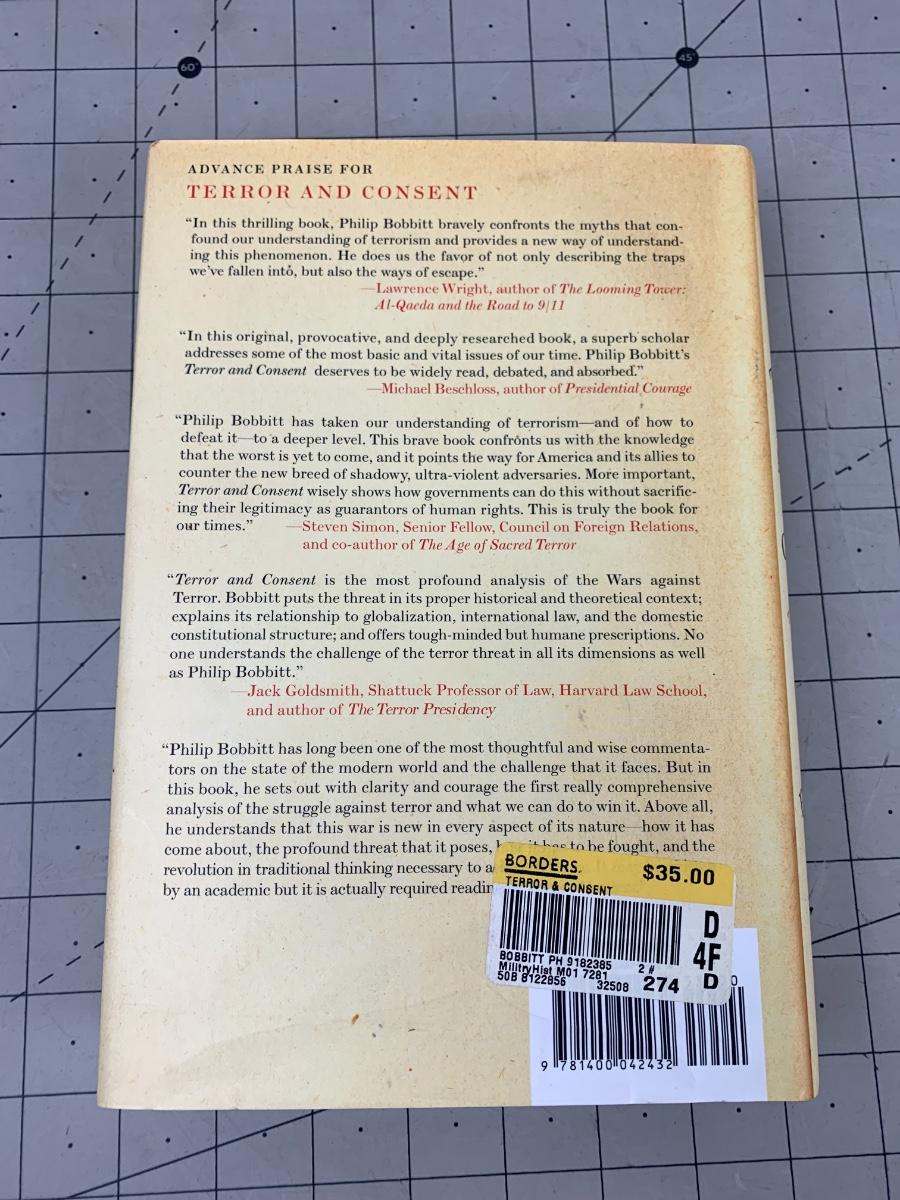 60°
45°
ADVANCE PRAISE FOR
TERROR AND CONSENT
“In this thrilling book, Philip Bobbitt bravely confronts the myths that con-
found our understanding of terrorism and provides a new way of understand-
ing this phenomenon. He does us the favor of not only describing the traps
we’ve fallen into, but also the ways of escape.”
—Lawrence Wright, author of The Looming Tower:
Al-Qaeda and the Road to 9/11
“In this original, provocative, and deeply researched book, a superb scholar
addresses some of the most basic and vital issues of our time. Philip Bobbitt’s
Terror and Consent deserves to be widely read, debated, and absorbed.”
—Michael Beschloss, author of Presidential Courage
“Philip Bobbitt has taken our understanding of terrorism—and of how to
defeat it—to a deeper level. This brave book confronts us with the knowledge
that the worst is yet to come, and it points the way for America and its allies to
counter the new breed of shadowy, ultra-violent adversaries. More important,
Terror and Consent wisely shows how governments can do this without sacrific-
ing their legitimacy as guarantors of human rights. This is truly the book for
our times.” —Steven Simon, Senior Fellow, Council on Foreign Relations,
and co-author of The Age of Sacred Terror
“Terror and Consent is the most profound analysis of the Wars against
Terror. Bobbitt puts the threat in its proper historical and theoretical context;
explains its relationship to globalization, international law, and the domestic
constitutional structure; and offers tough-minded but humane prescriptions. No
one understands the challenge of the terror threat in all its dimensions as well
as Philip Bobbitt.”
—Jack Goldsmith, Shattuck Professor of Law, Harvard Law School,
and author of The Terror Presidency
“Philip Bobbitt has long been one of the most thoughtful and wise commenta-
tors on the state of the modern world and the challenge that it faces. But in
this book, he sets out with clarity and courage the first really comprehensive
analysis of the struggle against terror and what we can do to win it. Above all,
he understands that this war is new in every aspect of its nature—how it has
come about, the profound threat that it poses, how it has to be fought, and the
revolution in traditional thinking necessary to
by an academic but it is actually required
BORDERS. $35.00
TERROR & CONSENT
D
4F
D
BOBBITT PH 9182385 2 #
MilitryHist M01 7281
50B 8122856 32508 274
0
9 781400 042432